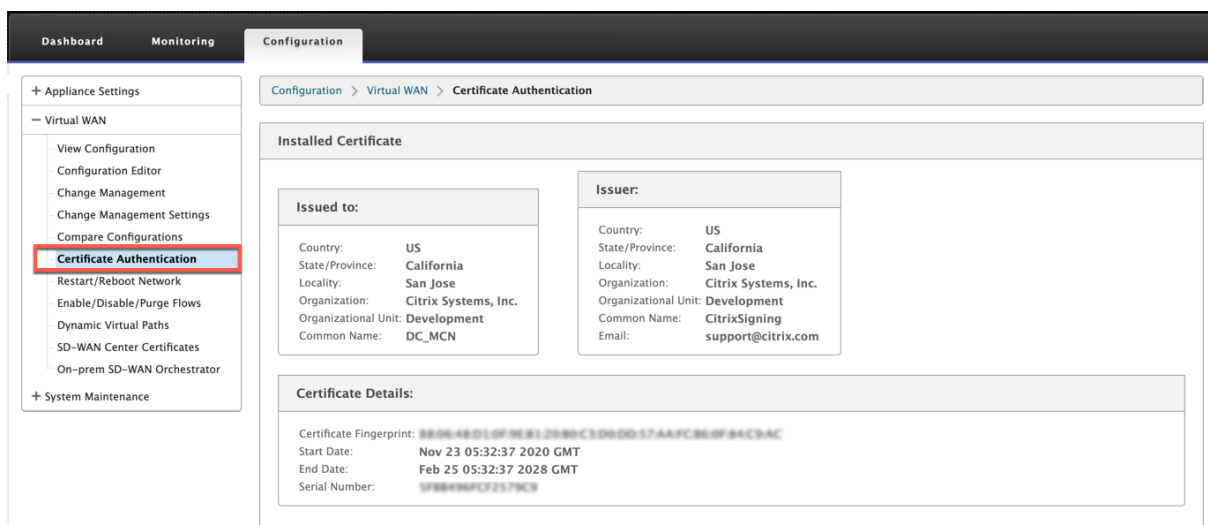 Dashboard Monitoring Configuration
+ Appliance Settings
− Virtual WAN
View Configuration
Configuration Editor
Change Management
Change Management Settings
Compare Configurations
Certificate Authentication
Restart/Reboot Network
Enable/Disable/Purge Flows
Dynamic Virtual Paths
SD-WAN Center Certificates
On-prem SD-WAN Orchestrator
+ System Maintenance
Configuration > Virtual WAN > Certificate Authentication
Installed Certificate
Issued to:
Country: US
State/Province: California
Locality: San Jose
Organization: Citrix Systems, Inc.
Organizational Unit: Development
Common Name: DC_MCN
Issuer:
Country: US
State/Province: California
Locality: San Jose
Organization: Citrix Systems, Inc.
Organizational Unit: Development
Common Name: CitrixSigning
Email: support@citrix.com
Certificate Details:
Certificate Fingerprint:
Start Date: Nov 23 05:32:37 2020 GMT
End Date: Feb 25 05:32:37 2028 GMT
Serial Number: